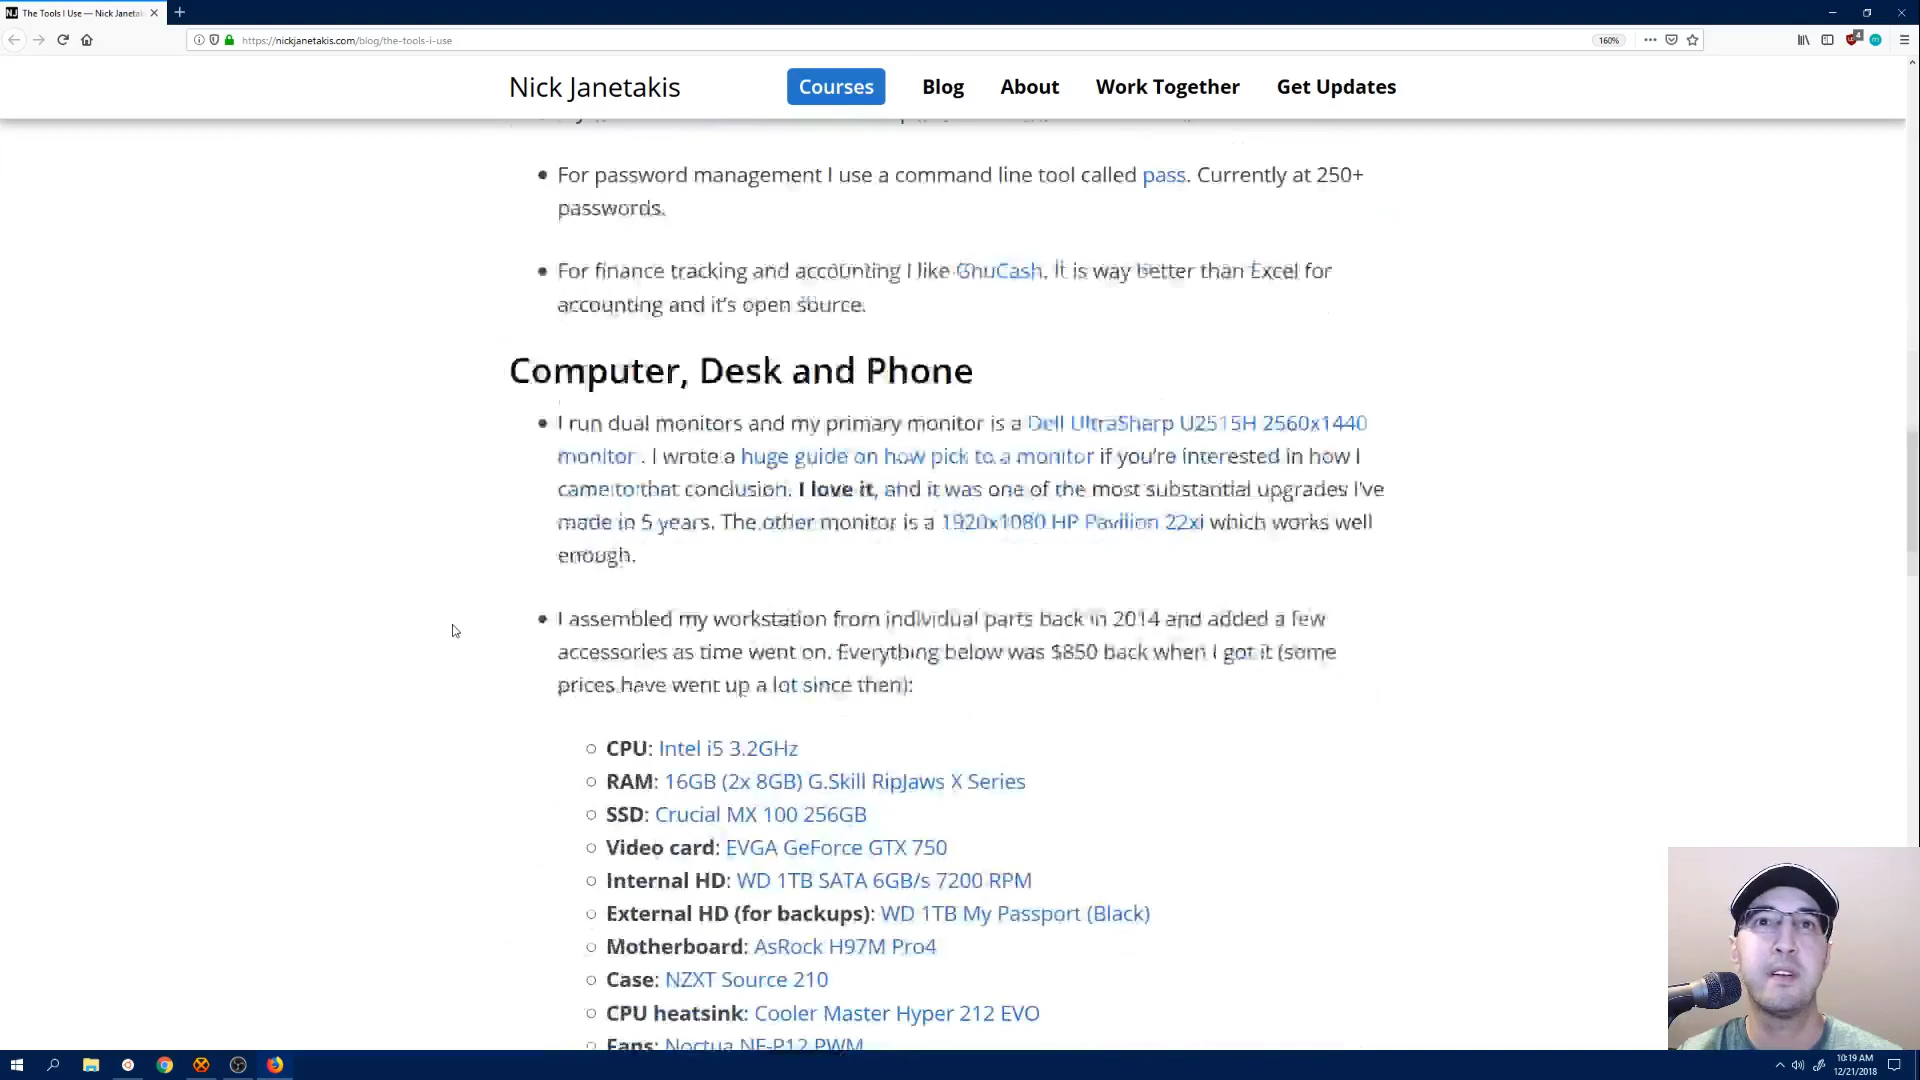 The Tools I Use — Nick Janetak
https://nickjanetakis.com/blog/the-tools-i-use
160%
4
Nick Janetakis
Courses
Blog
About
Work Together
Get Updates
For password management I use a command line tool called pass. Currently at 250+
passwords.
For finance tracking and accounting I like GnuCash. It is way better than Excel for
accounting and it's open source.
Computer, Desk and Phone
I run dual monitors and my primary monitor is a Dell UltraSharp U2515H 2560x1440
monitor . I wrote a huge guide on how pick to a monitor if you're interested in how I
came to that conclusion. I love it, and it was one of the most substantial upgrades I've
made in 5 years. The other monitor is a 1920x1080 HP Pavilion 22xi which works well
enough.
I assembled my workstation from individual parts back in 2014 and added a few
accessories as time went on. Everything below was $850 back when I got it (some
prices have went up a lot since then):
CPU: Intel i5 3.2GHz
RAM: 16GB (2x 8GB) G.Skill RipJaws X Series
SSD: Crucial MX 100 256GB
Video card: EVGA GeForce GTX 750
Internal HD: WD 1TB SATA 6GB/s 7200 RPM
External HD (for backups): WD 1TB My Passport (Black)
Motherboard: AsRock H97M Pro4
Case: NZXT Source 210
CPU heatsink: Cooler Master Hyper 212 EVO
Fans: Noctua NF-P12 PWM
10:19 AM
12/21/2018